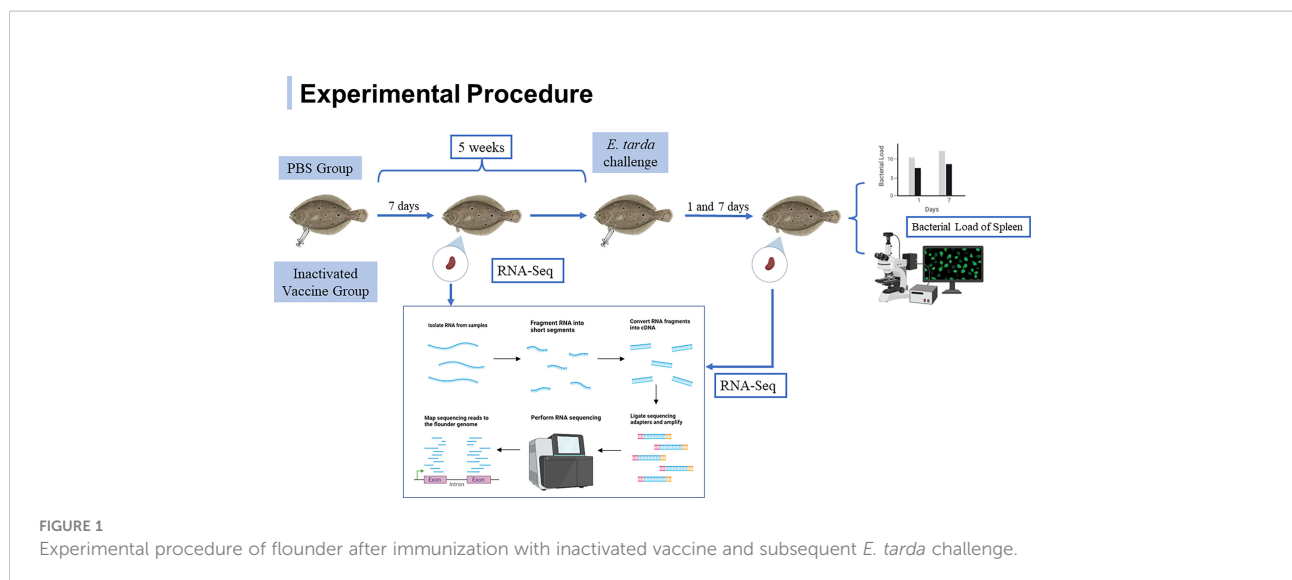 Experimental Procedure
5 weeks
E. tarda
challenge
PBS Group
7 days
1 and 7 days
Inactivated
Vaccine Group
RNA-Seq
Bacterial Load
10
5
0
1
7
Days
Bacterial Load of Spleen
Isolate RNA from samples
Fragment RNA into
short segments
Convert RNA fragments
into cDNA
RNA-Seq
Map sequencing reads to
the flounder genome
Perform RNA sequencing
Ligate sequencing
adapters and amplify
Exon
Intron
Exon
FIGURE 1
Experimental procedure of flounder after immunization with inactivated vaccine and subsequent E. tarda challenge.